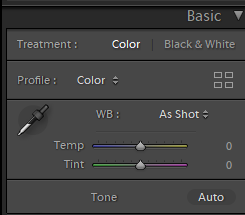 Basic
Treatment : Color | Black & White
Profile : Color
WB : As Shot
Temp 0
Tint 0
Tone Auto